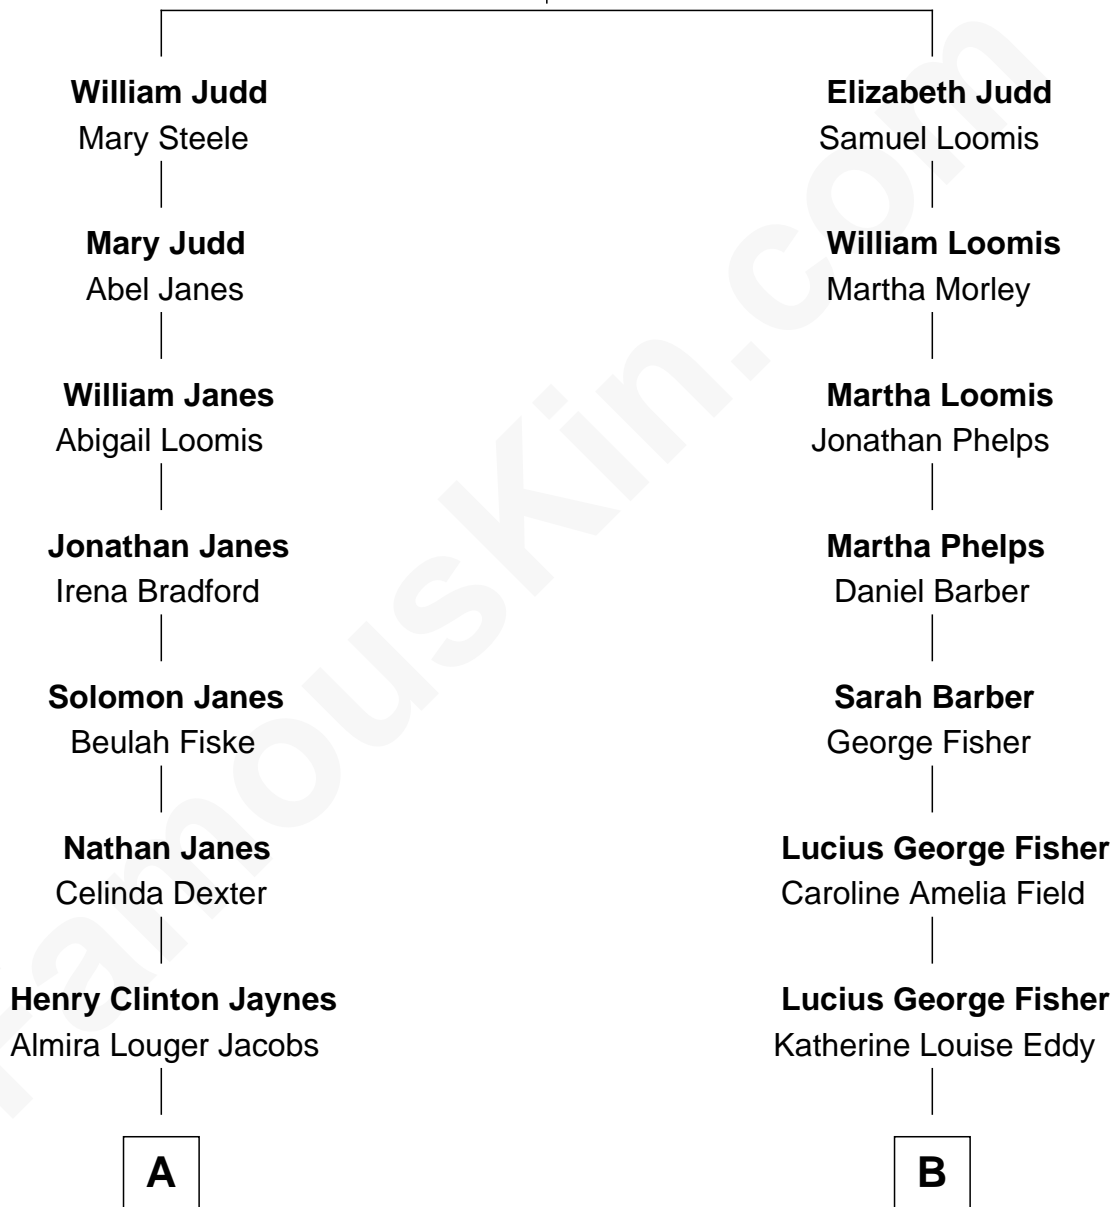 William Judd
Mary Steele
Mary Judd
Abel Janes
William Janes
Abigail Loomis
Jonathan Janes
Irena Bradford
Solomon Janes
Beulah Fiske
Nathan Janes
Celinda Dexter
Henry Clinton Jaynes
Almira Louger Jacobs
A
Elizabeth Judd
Samuel Loomis
William Loomis
Martha Morley
Martha Loomis
Jonathan Phelps
Martha Phelps
Daniel Barber
Sarah Barber
George Fisher
Lucius George Fisher
Caroline Amelia Field
Lucius George Fisher
Katherine Louise Eddy
B
FamousKin.com